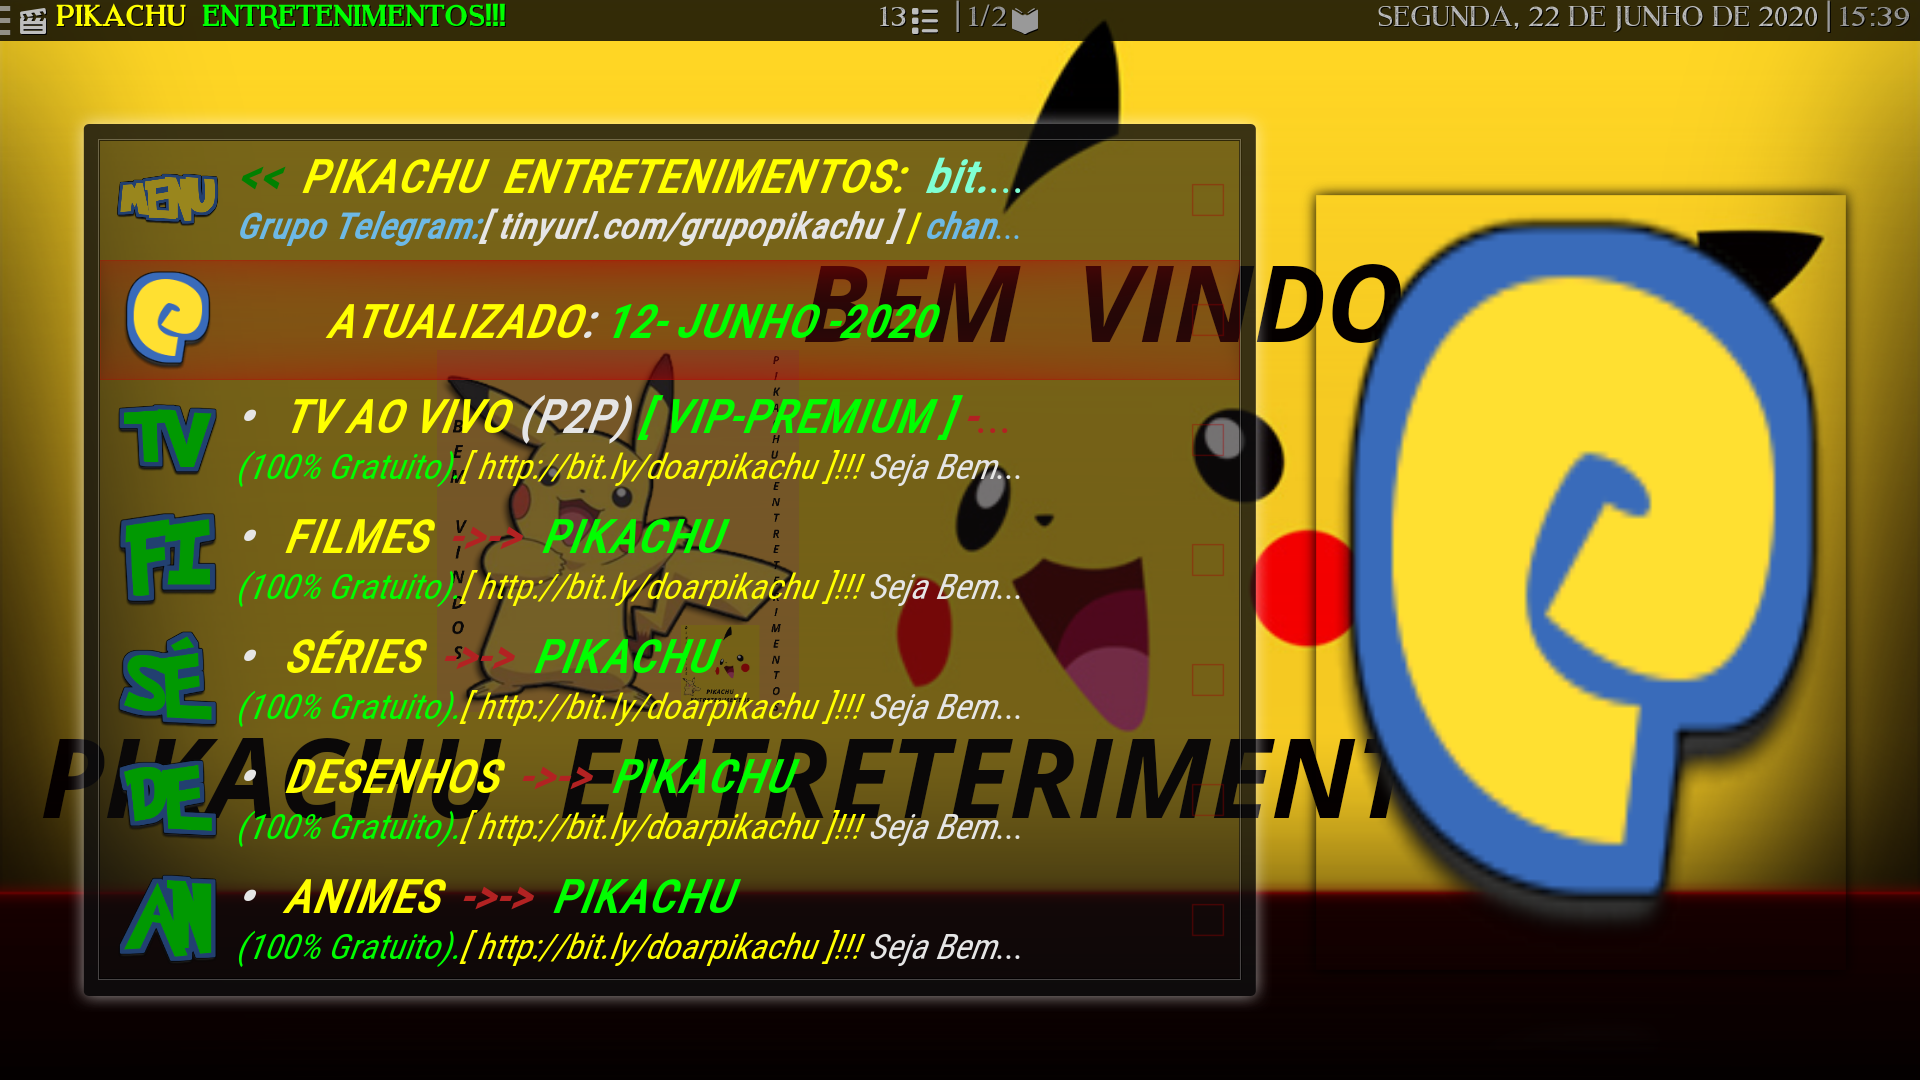 PIKACHU ENTRETENIMENTOS!!!
13 | 1/2
SEGUNDA, 22 DE JUNHO DE 2020 | 15:39
MENU
<< PIKACHU ENTRETENIMENTOS: bit....
Grupo Telegram:[ tinyurl.com/grupopikachu ] | chan...
BEM VINDO
ATUALIZADO: 12- JUNHO -2020
TV
• TV AO VIVO (P2P) [ VIP-PREMIUM ] -...
(100% Gratuito).[ http://bit.ly/doarpikachu ]!!! Seja Bem...
FI
• FILMES ->-> PIKACHU
(100% Gratuito).[ http://bit.ly/doarpikachu ]!!! Seja Bem...
SÉ
• SÉRIES ->-> PIKACHU
(100% Gratuito).[ http://bit.ly/doarpikachu ]!!! Seja Bem...
PIKACHU ENTRETERIMENT
DE
• DESENHOS ->-> PIKACHU
(100% Gratuito).[ http://bit.ly/doarpikachu ]!!! Seja Bem...
AN
• ANIMES ->-> PIKACHU
(100% Gratuito).[ http://bit.ly/doarpikachu ]!!! Seja Bem...